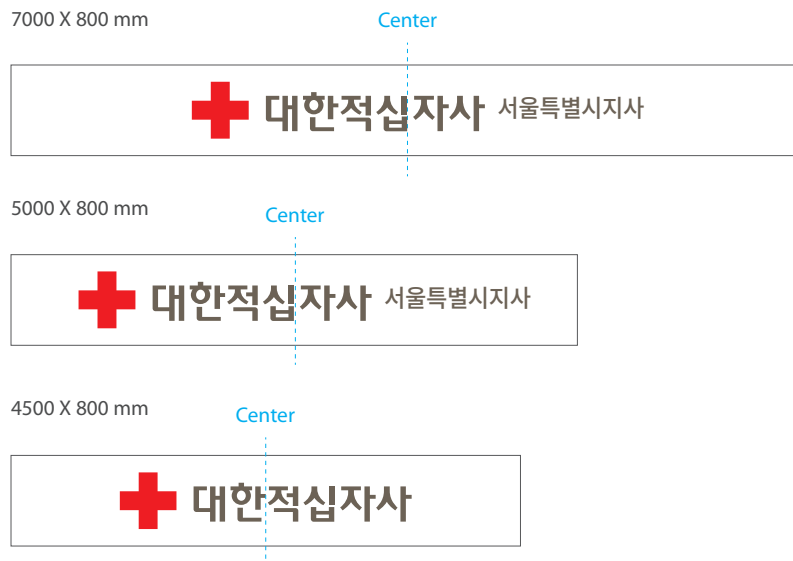 7000 X 800 mm
Center
대한적십자사 서울특별시지사
5000 X 800 mm
Center
대한적십자사 서울특별시지사
4500 X 800 mm
Center
대한적십자사